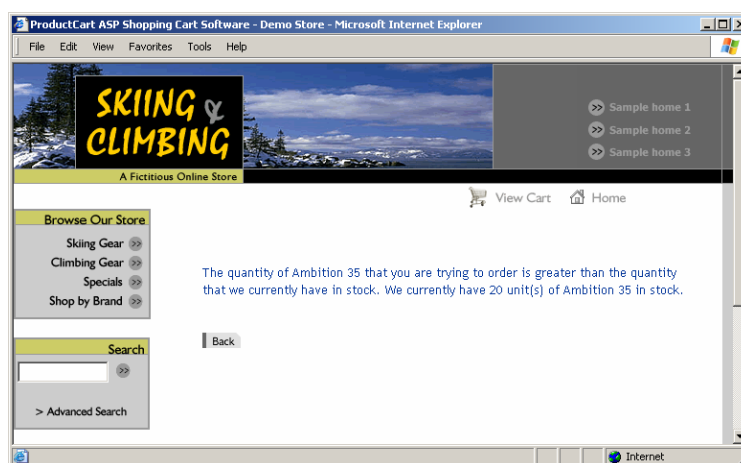 ProductCart ASP Shopping Cart Software - Demo Store - Microsoft Internet Explorer
File Edit View Favorites Tools Help
SKIING &
CLIMBING
A Fictitious Online Store
Sample home 1
Sample home 2
Sample home 3
View Cart Home
Browse Our Store
Skiing Gear
Climbing Gear
Specials
Shop by Brand
The quantity of Ambition 35 that you are trying to order is greater than the quantity
that we currently have in stock. We currently have 20 unit(s) of Ambition 35 in stock.
Back
Search
> Advanced Search
Internet